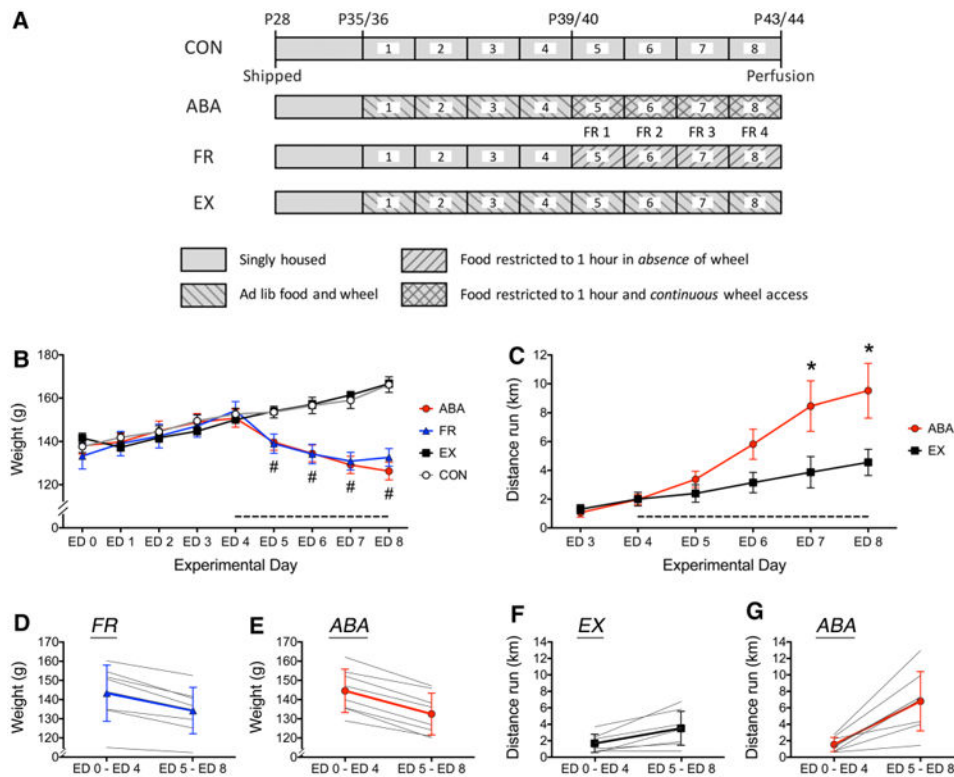 A
P28 P35/36 P39/40 P43/44
CON 1 2 3 4 5 6 7 8
Shipped Perfusion
ABA 1 2 3 4 5 6 7 8
FR 1 FR 2 FR 3 FR 4
FR 1 2 3 4 5 6 7 8
EX 1 2 3 4 5 6 7 8
Singly housed
Food restricted to 1 hour in absence of wheel
Ad lib food and wheel
Food restricted to 1 hour and continuous wheel access
B
Weight (g)
180
160
140
120
0
# # # #
ED 0 ED 1 ED 2 ED 3 ED 4 ED 5 ED 6 ED 7 ED 8
Experimental Day
ABA
FR
EX
CON
C
Distance run (km)
12
10
8
6
4
2
0
* *
ED 3 ED 4 ED 5 ED 6 ED 7 ED 8
Experimental Day
ABA
EX
D
FR
Weight (g)
170
160
150
140
130
120
110
0
ED 0 - ED 4 ED 5 - ED 8
E
ABA
Weight (g)
170
160
150
140
130
120
110
0
ED 0 - ED 4 ED 5 - ED 8
F
EX
Distance run (km)
14
12
10
8
6
4
2
0
ED 0 - ED 4 ED 5 - ED 8
G
ABA
Distance run (km)
14
12
10
8
6
4
2
0
ED 0 - ED 4 ED 5 - ED 8